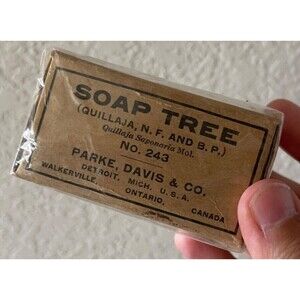 SOAP TREE
(QUILLAJA, N. F. AND B. P.)
Quillaja Saponaria Mol.
No. 243
PARKE, DAVIS & CO.
DETROIT, MICH. U. S. A.
WALKERVILLE, ONTARIO, CANADA